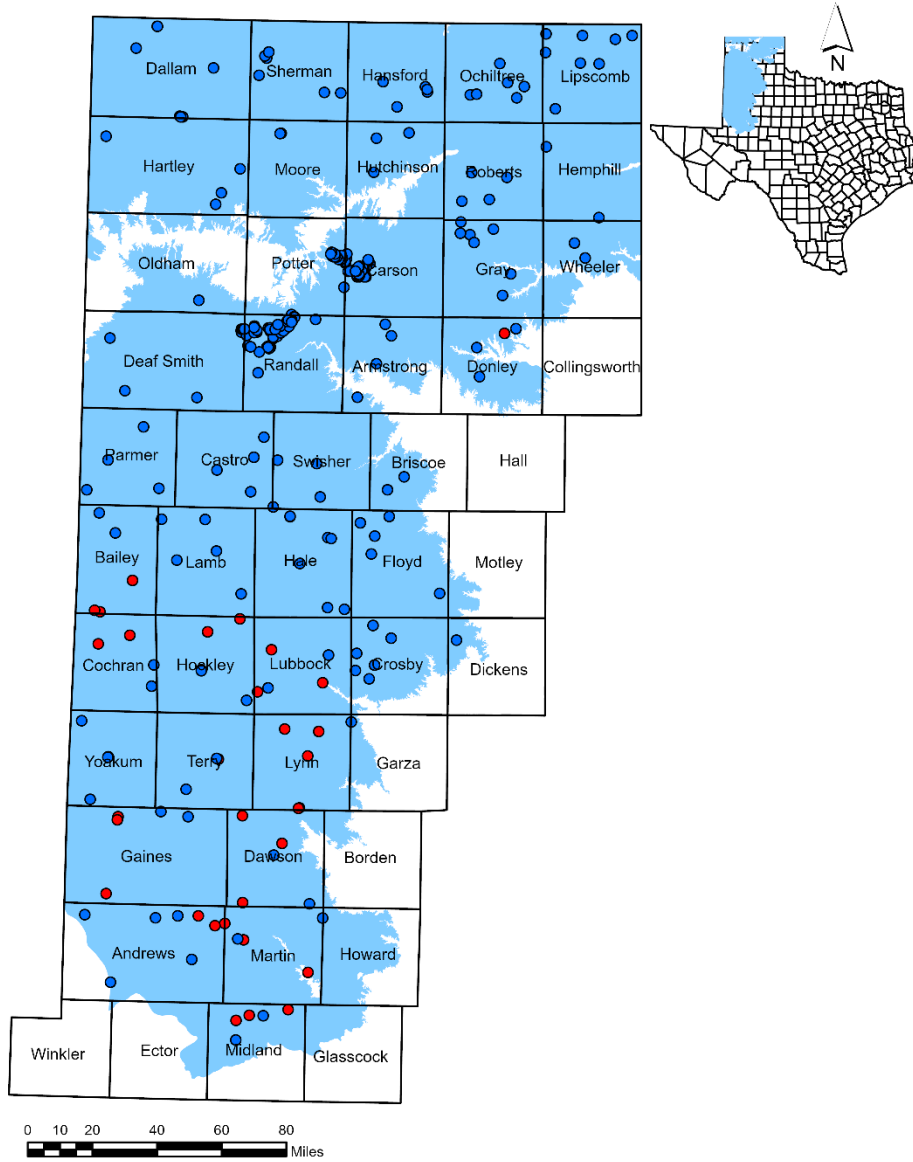 Dallam
Sherman
Hansford
Ochiltree
Lipscomb
N
Hartley
Moore
Hutchinson
Roberts
Hemphill
Oldham
Potter
Carson
Gray
Wheeler
Deaf Smith
Randall
Armstrong
Donley
Collingsworth
Parmer
Castro
Swisher
Briscoe
Hall
Bailey
Lamb
Hale
Floyd
Motley
Cochran
Hockley
Lubbock
Crosby
Dickens
Yoakum
Terry
Lynn
Garza
Gaines
Dawson
Borden
Andrews
Martin
Howard
Winkler
Ector
Midland
Glasscock
0 10 20 40 60 80
Miles